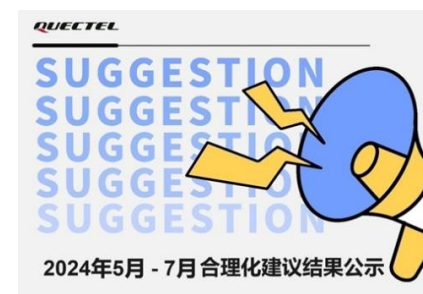 QUECTEL
SUGGESTION
SUGGESTION
SUGGESTION
SUGGESTION
SUGGESTION
2024年5月 - 7月合理化建议结果公示